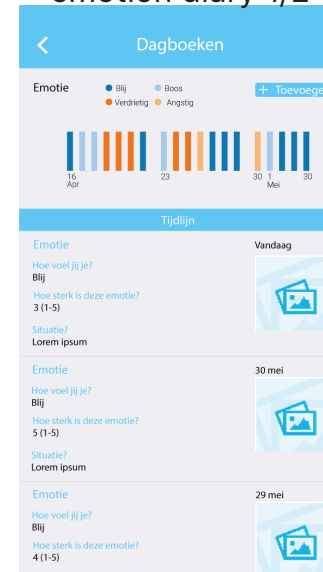 emotion diary 1/2
Dagboeken
Emotie
Blij
Boos
Verdrietig
Angstig
+ Toevoege
16
Apr
23
30
1
Mei
30
Tijdlijn
Emotie
Vandaag
Hoe voel jij je?
Blij
Hoe sterk is deze emotie?
3 (1-5)
Situatie?
Lorem ipsum
Emotie
30 mei
Hoe voel jij je?
Blij
Hoe sterk is deze emotie?
5 (1-5)
Situatie?
Lorem ipsum
Emotie
29 mei
Hoe voel jij je?
Blij
Hoe sterk is deze emotie?
4 (1-5)